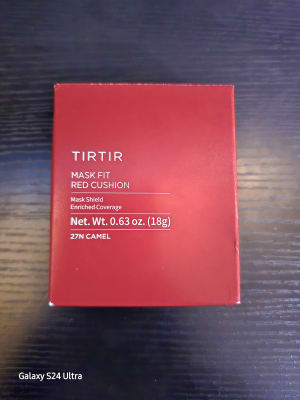 TIRTIR
MASK FIT
RED CUSHION
Mask Shield
Enriched Coverage
Net. Wt. 0.63 oz. (18g)
27N CAMEL
Galaxy S24 Ultra